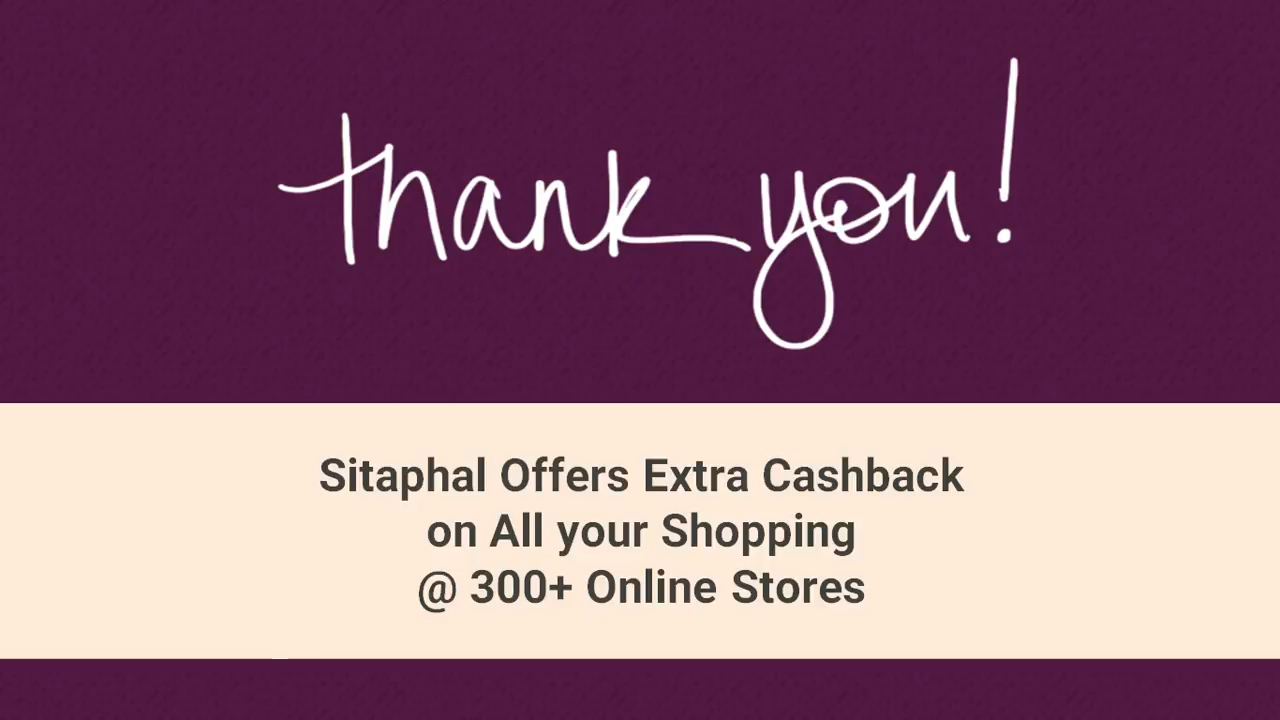 thank you!
Sitaphal Offers Extra Cashback
on All your Shopping
@ 300+ Online Stores